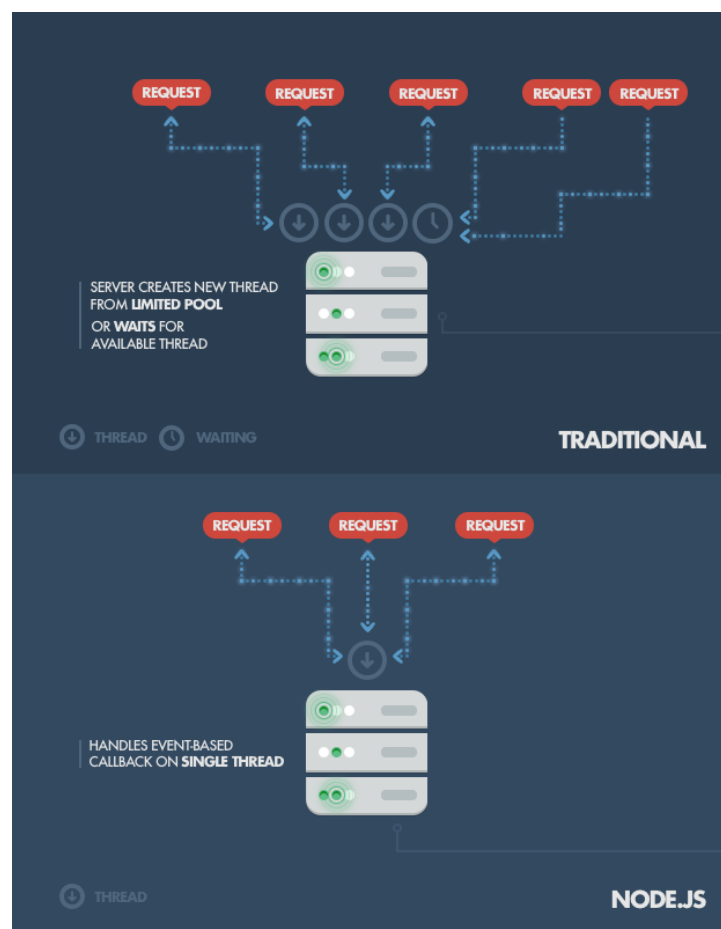 REQUEST REQUEST REQUEST REQUEST REQUEST
SERVER CREATES NEW THREAD
FROM LIMITED POOL
OR WAITS FOR
AVAILABLE THREAD
THREAD WAITING
TRADITIONAL
REQUEST REQUEST REQUEST
HANDLES EVENT-BASED
CALLBACK ON SINGLE THREAD
THREAD
NODE.JS